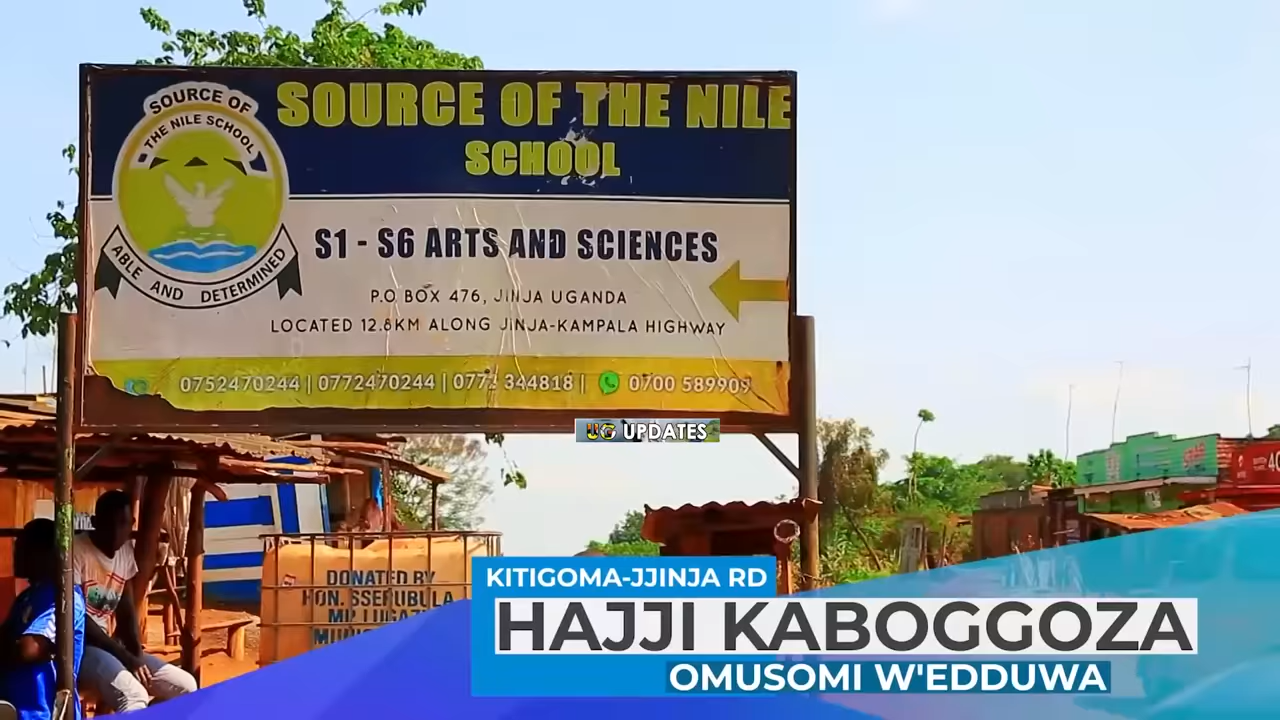 SOURCE OF
THE NILE SCHOOL
ABLE AND DETERMINED
SOURCE OF THE NILE
SCHOOL
S1 - S6 ARTS AND SCIENCES
P.O BOX 476, JINJA UGANDA
LOCATED 12.8KM ALONG JINJA-KAMPALA HIGHWAY
0752470244 | 0772470244 | 0772 344818 | 0700 589909
UG UPDATES
DONATED BY
HON. SSERUBULA
KITIGOMA-JJINJA RD
HAJJI KABOGGOZA
OMUSOMI W'EDDUWA